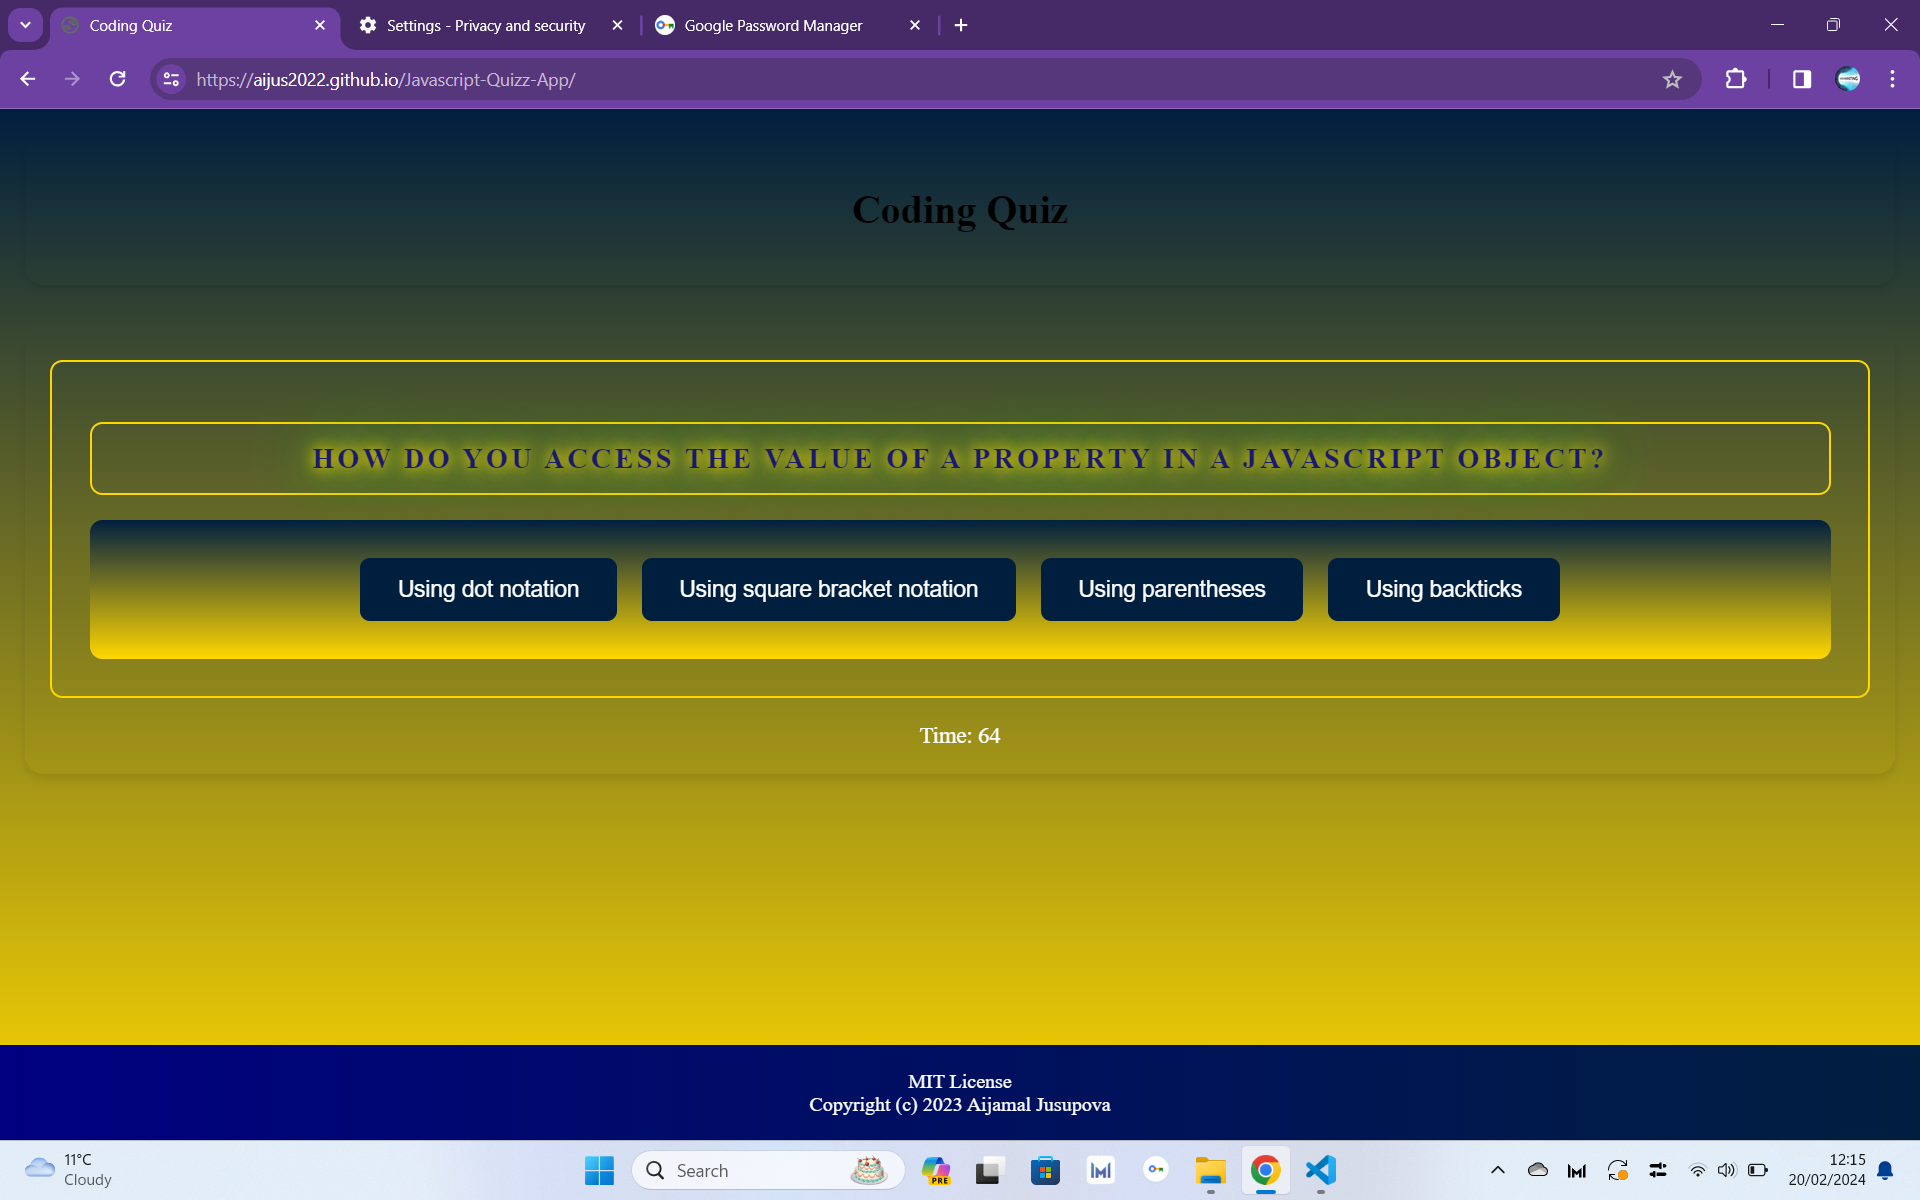 Coding Quiz
Settings - Privacy and security
Google Password Manager
https://aijus2022.github.io/Javascript-Quizz-App/
Coding Quiz
HOW DO YOU ACCESS THE VALUE OF A PROPERTY IN A JAVASCRIPT OBJECT?
Using dot notation
Using square bracket notation
Using parentheses
Using backticks
Time: 64
MIT License
Copyright (c) 2023 Aijamal Jusupova
11°C
Cloudy
Search
PRE
12:15
20/02/2024